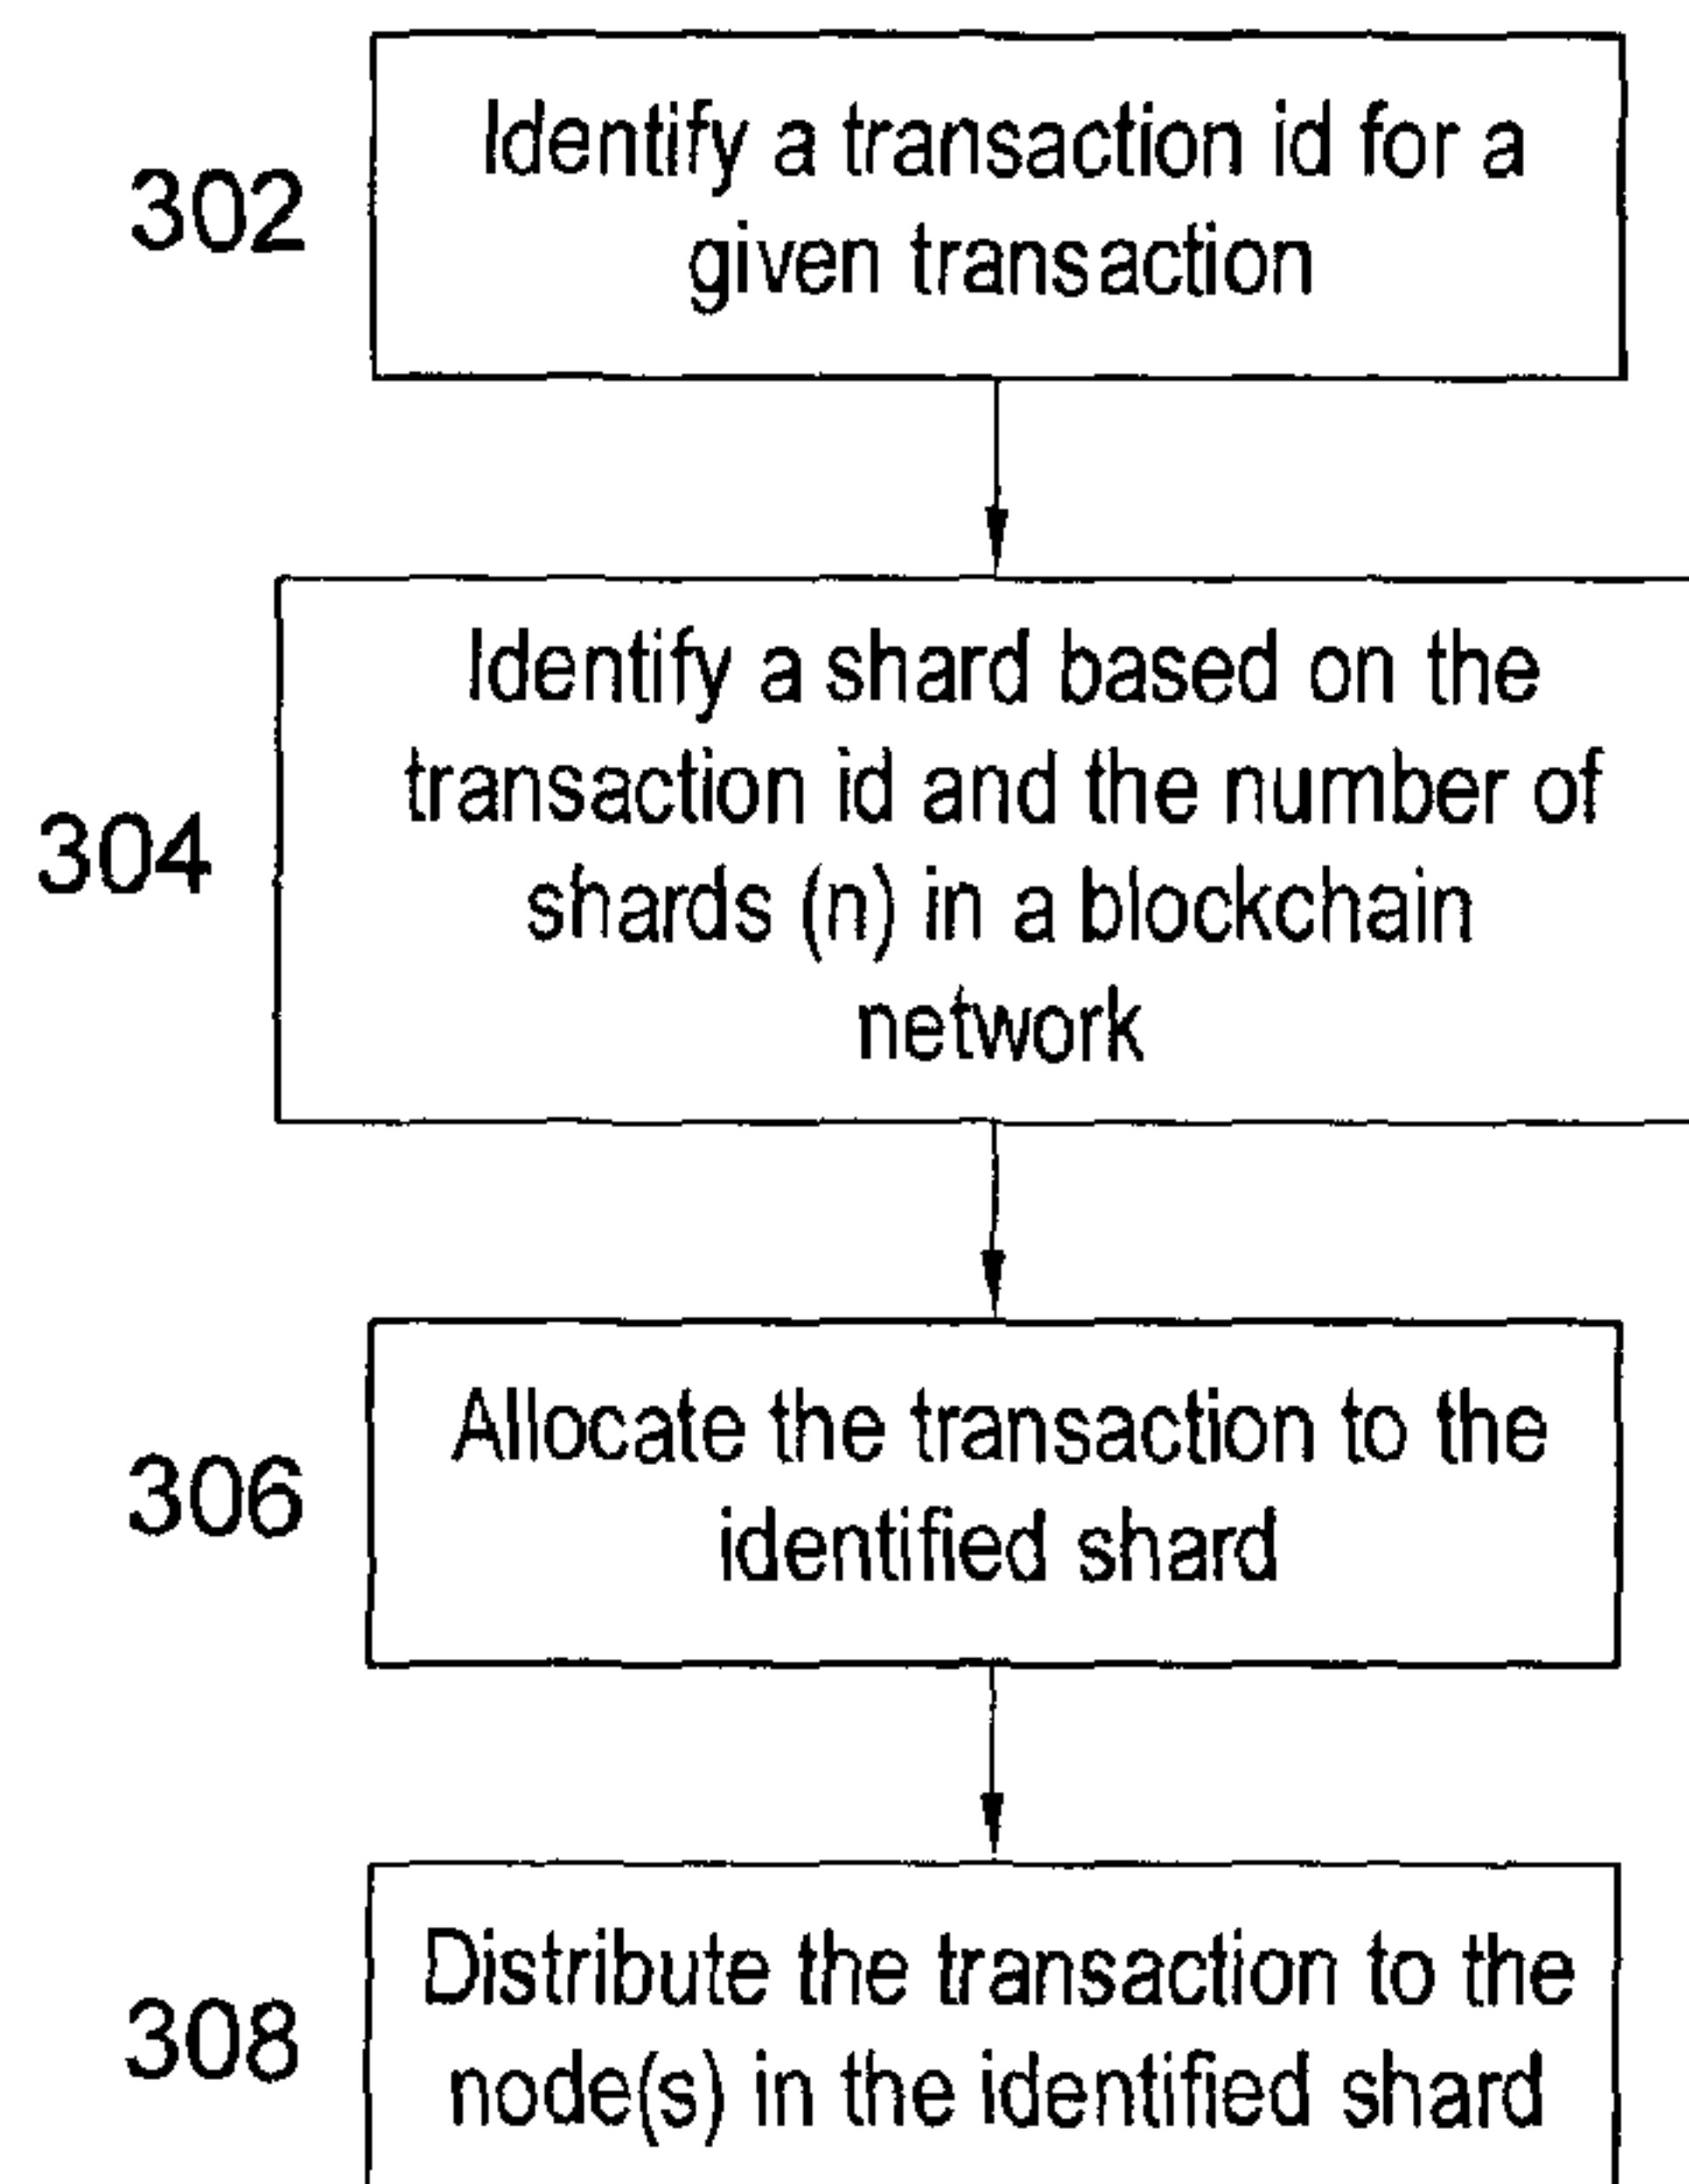 302
Identify a transaction id for a
given transaction
304
Identify a shard based on the
transaction id and the number of
shards (n) in a blockchain
network
306
Allocate the transaction to the
identified shard
308
Distribute the transaction to the
node(s) in the identified shard